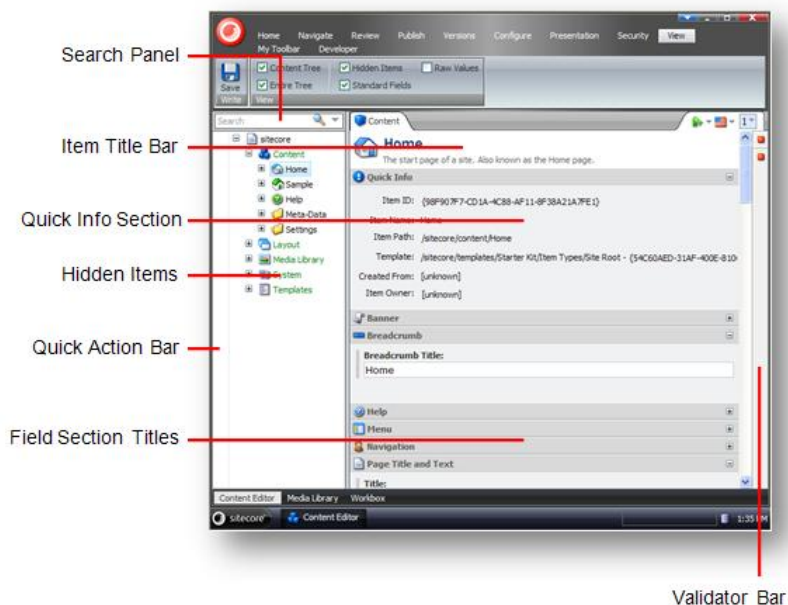 Home Navigate Review Publish Versions Configure Presentation Security View
My Toolbar Developer
Search Panel
Content Tree Hidden Items Raw Values
Save Entire Tree Standard Fields
Write View
Search
Content
1
Item Title Bar
sitecore
Content
Home
Sample
Help
Meta-Data
Settings
Layout
Media Library
System
Templates
Home
The start page of a site. Also known as the Home page.
Quick Info
Item ID: {98F907F7-CD1A-4C88-AF11-8F38A21A7FE1}
Quick Info Section
Item Name: Home
Item Path: /sitecore/content/Home
Template: /sitecore/templates/Starter Kit/Item Types/Site Root - {54C60AED-31AF-400E-810
Hidden Items
Created From: [unknown]
Item Owner: [unknown]
Banner
Quick Action Bar
Breadcrumb
Breadcrumb Title:
Home
Help
Menu
Field Section Titles
Navigation
Page Title and Text
Title:
Content Editor Media Library Workbox
sitecore Content Editor 1:35 PM
Validator Bar